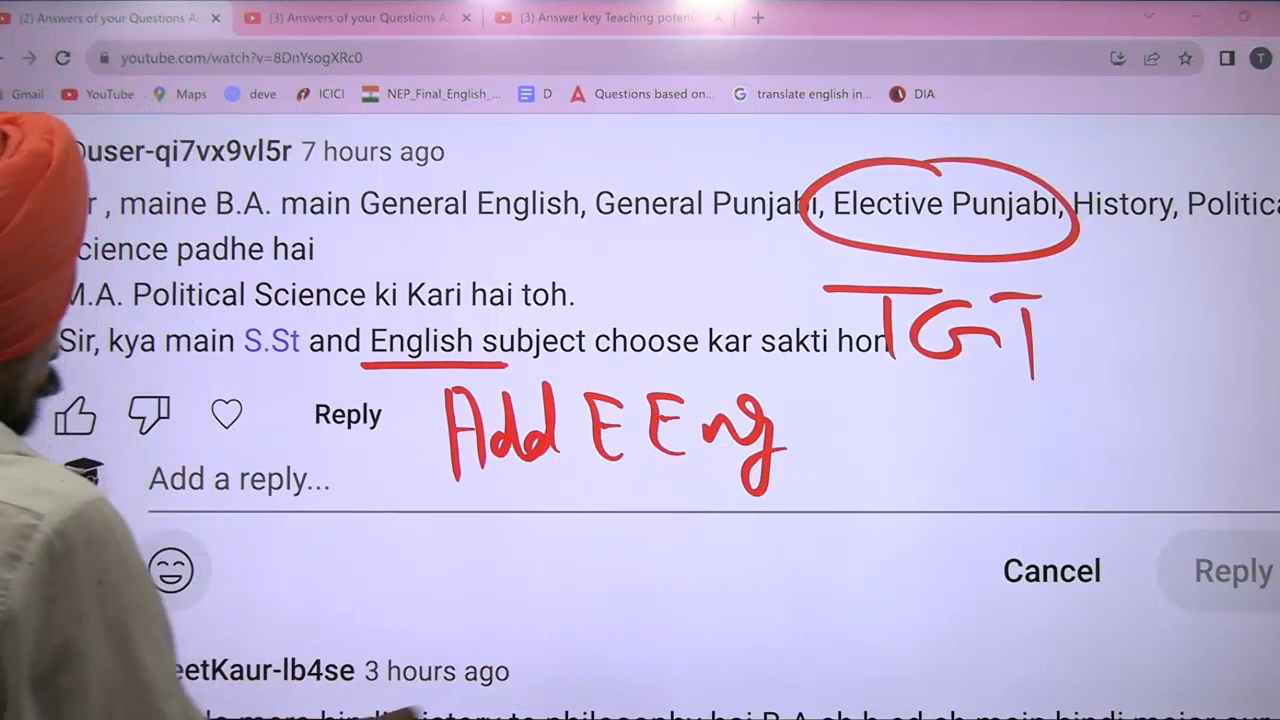 (2) Answers of your Questions A
(3) Answers of your Questions A
(3) Answer key Teaching poten
youtube.com/watch?v=8DnYsogXRc0
T
Gmail YouTube Maps deve ICICI NEP_Final_English_... D Questions based on... translate english in... DIA
user-qi7vx9vl5r 7 hours ago
r , maine B.A. main General English, General Punjabi, Elective Punjabi, History, Politica
cience padhe hai
M.A. Political Science ki Kari hai toh.
Sir, kya main S.St and English subject choose kar sakti hon
TGT
Reply
Add E Eng
Add a reply...
Cancel Reply
eetKaur-lb4se 3 hours ago